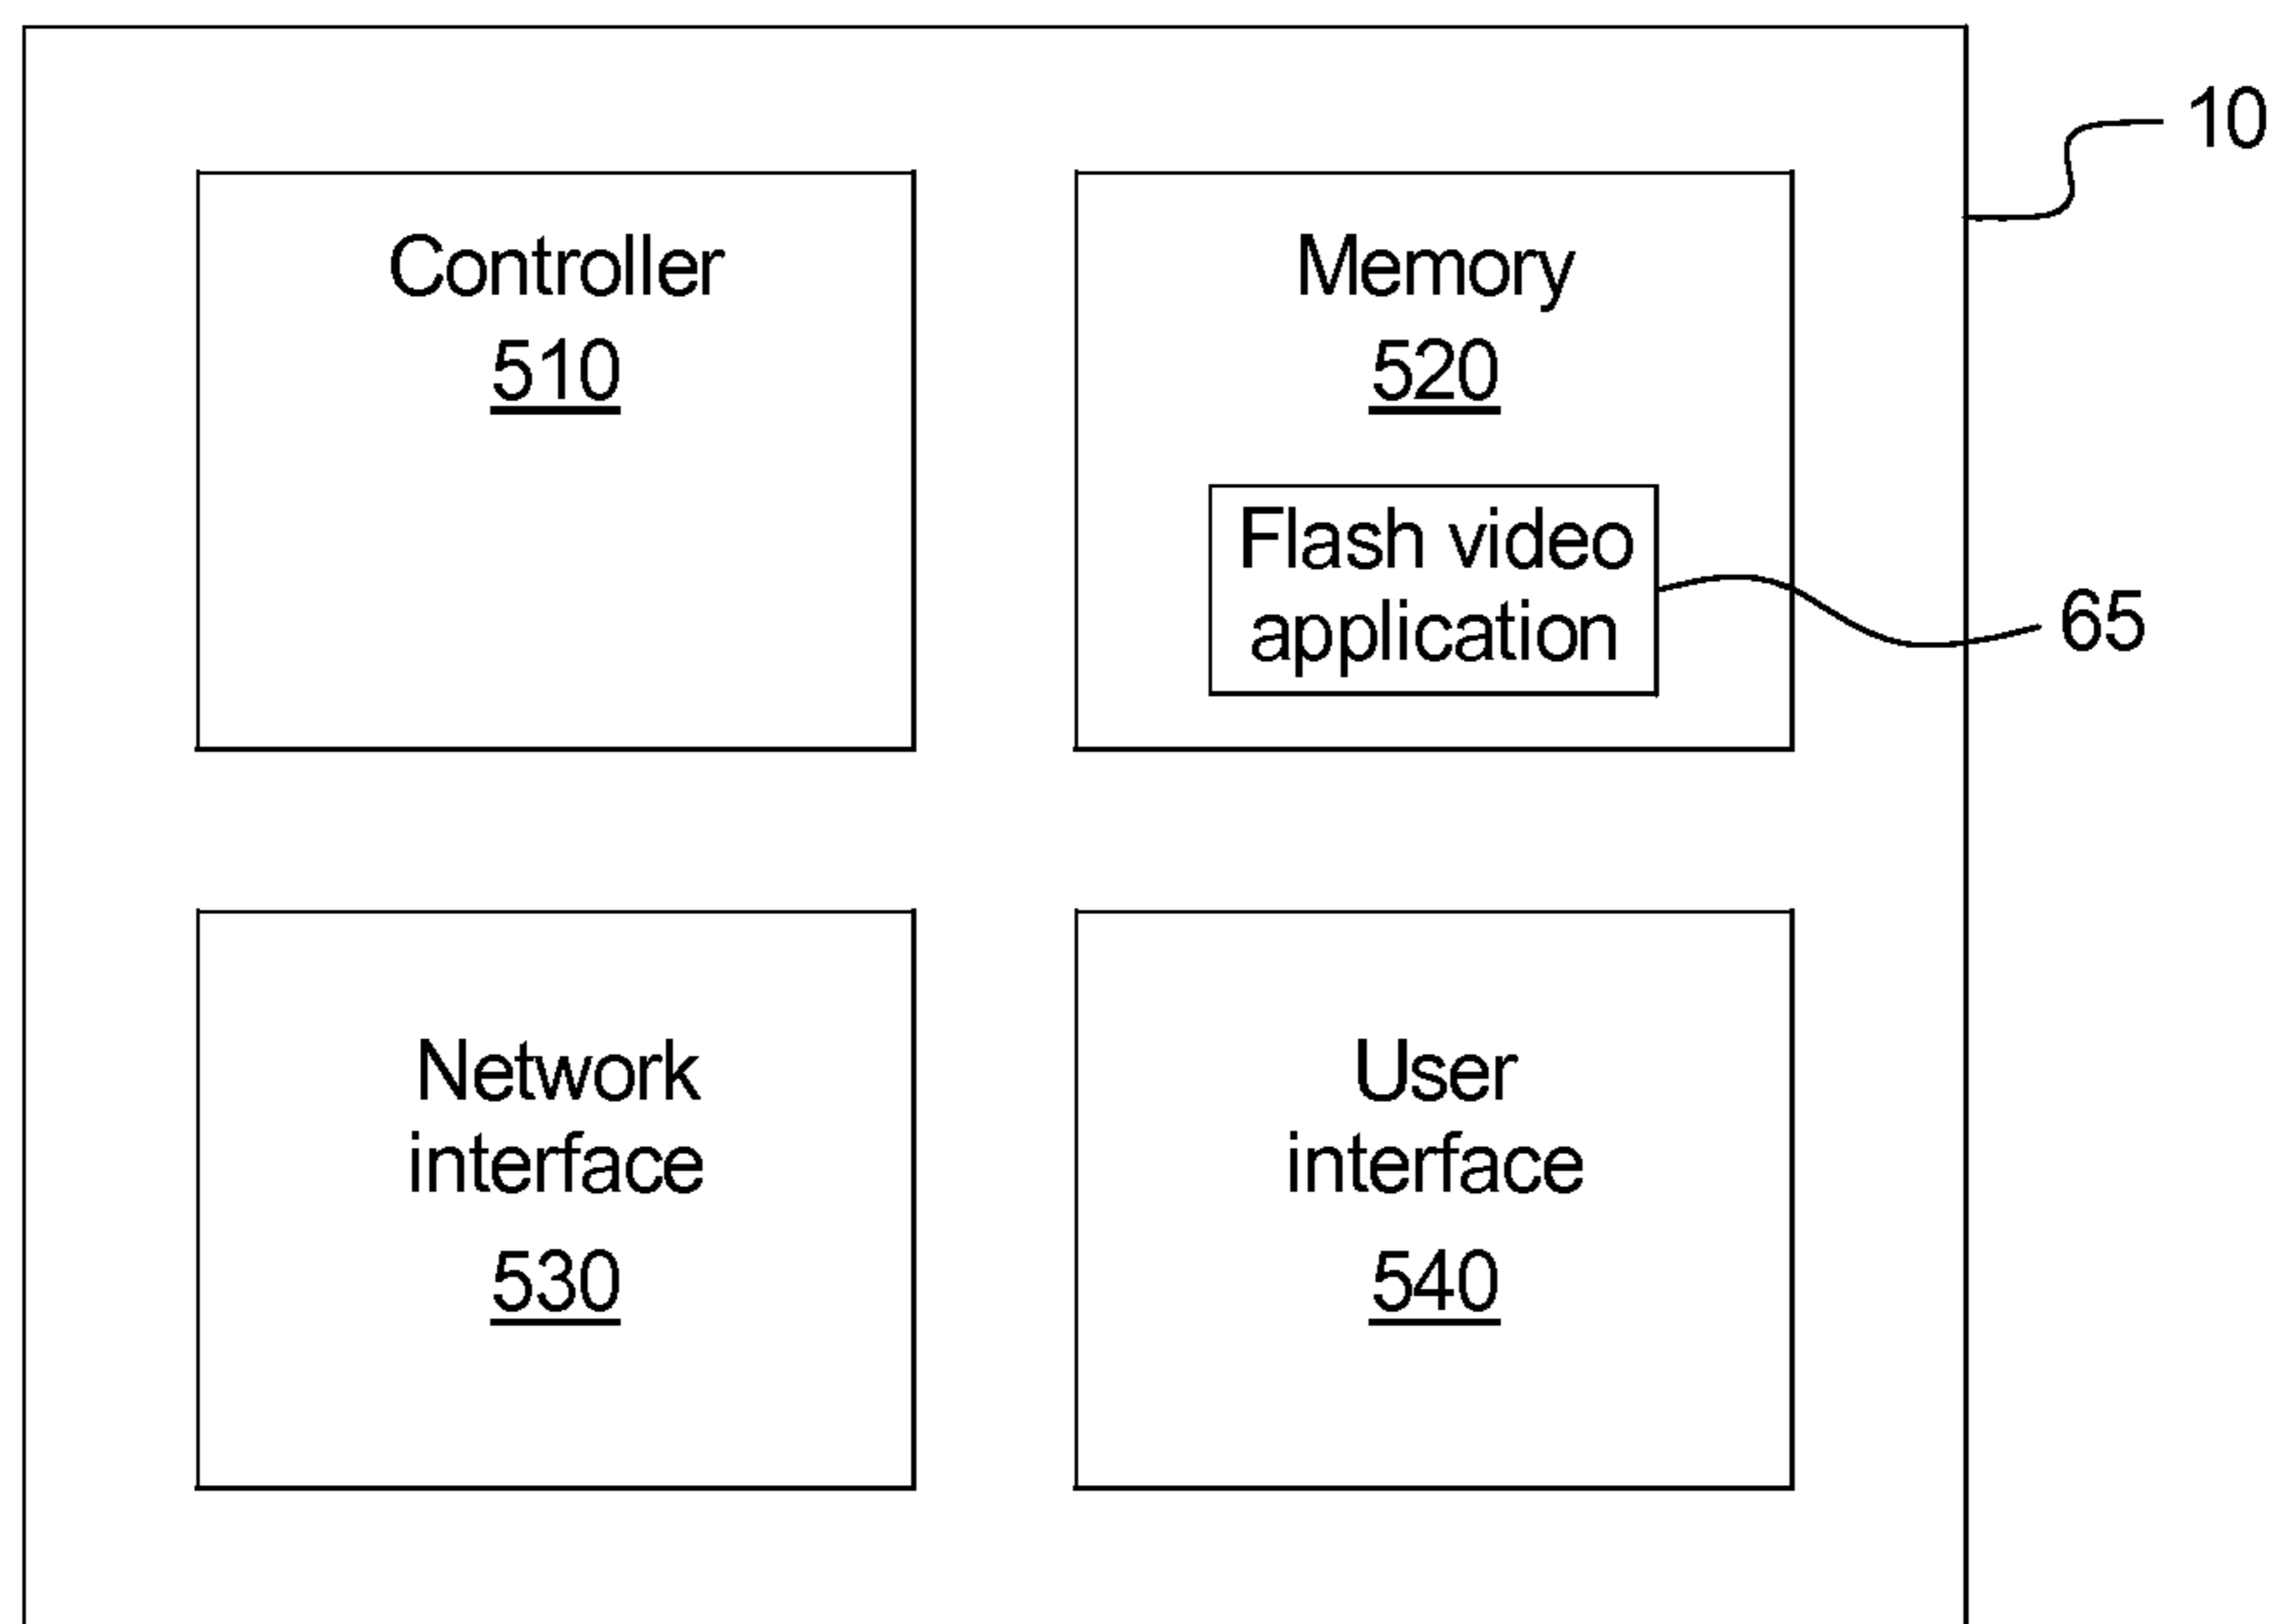 10
Controller
510
Memory
520
Flash video
application
65
Network
interface
530
User
interface
540